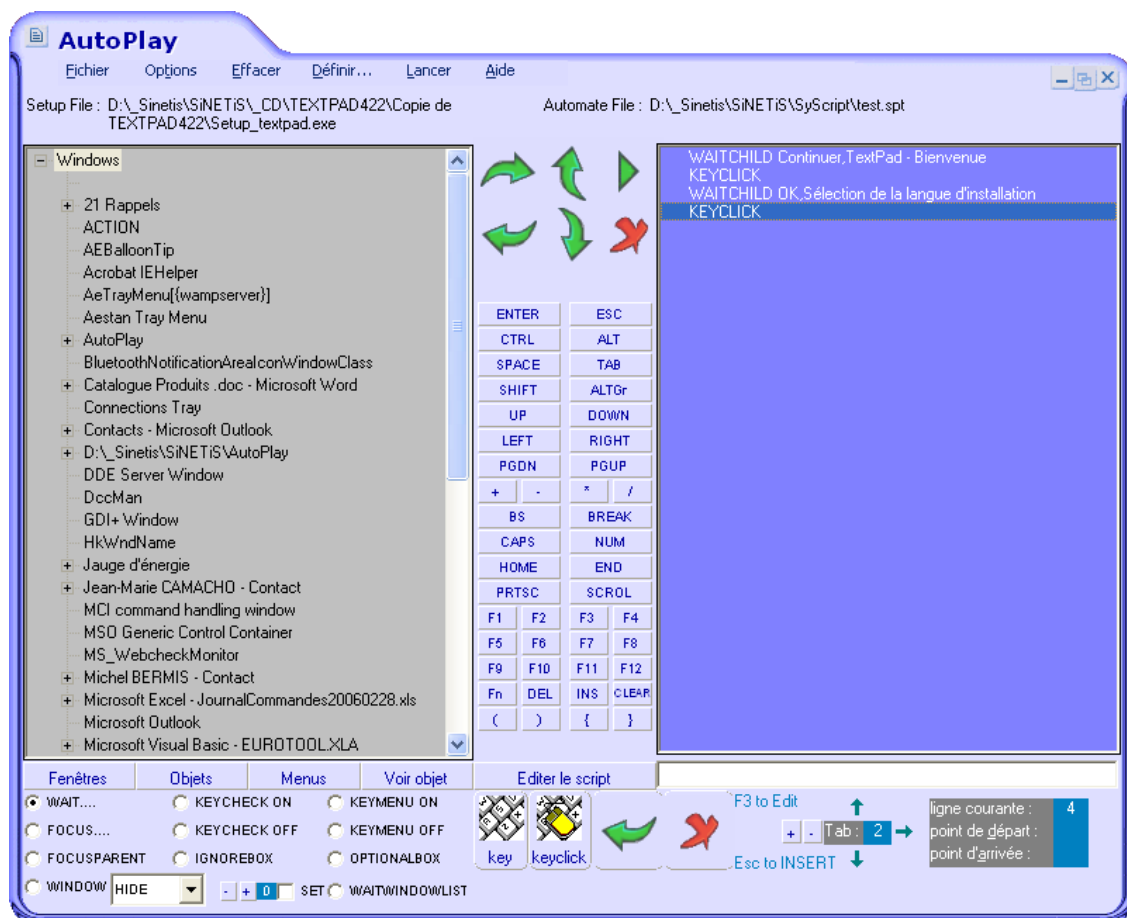 AutoPlay
Fichier Options Effacer Définir... Lancer Aide
Setup File : D:\_Sinetis\SiNETiS\_CD\TEXTPAD422\Copie de TEXTPAD422\Setup_textpad.exe
Automate File : D:\_Sinetis\SiNETiS\SyScript\test.spt
Windows
21 Rappels
ACTION
AEBalloonTip
Acrobat IEHelper
AeTrayMenu[{wampserver}]
Aestan Tray Menu
AutoPlay
BluetoothNotificationAreaIconWindowClass
Catalogue Produits .doc - Microsoft Word
Connections Tray
Contacts - Microsoft Outlook
D:\_Sinetis\SiNETiS\AutoPlay
DDE Server Window
DccMan
GDI+ Window
HkWndName
Jauge d'énergie
Jean-Marie CAMACHO - Contact
MCI command handling window
MSO Generic Control Container
MS_WebcheckMonitor
Michel BERMIS - Contact
Microsoft Excel - JournalCommandes20060228.xls
Microsoft Outlook
Microsoft Visual Basic - EUROTOOL.XLA
ENTER ESC
CTRL ALT
SPACE TAB
SHIFT ALTGr
UP DOWN
LEFT RIGHT
PGDN PGUP
+ - * /
BS BREAK
CAPS NUM
HOME END
PRTSC SCROL
F1 F2 F3 F4
F5 F6 F7 F8
F9 F10 F11 F12
Fn DEL INS CLEAR
( ) { }
WAITCHILD Continuer,TextPad - Bienvenue
KEYCLICK
WAITCHILD OK,Sélection de la langue d'installation
KEYCLICK
Fenêtres Objets Menus Voir objet Editer le script
WAIT.... KEYCHECK ON KEYMENU ON
FOCUS.... KEYCHECK OFF KEYMENU OFF
FOCUSPARENT IGNOREBOX OPTIONALBOX
WINDOW HIDE - + 0 SET WAITWINDOWLIST
key keyclick
F3 to Edit
+ - Tab : 2
Esc to INSERT
ligne courante : 4
point de départ :
point d'arrivée :